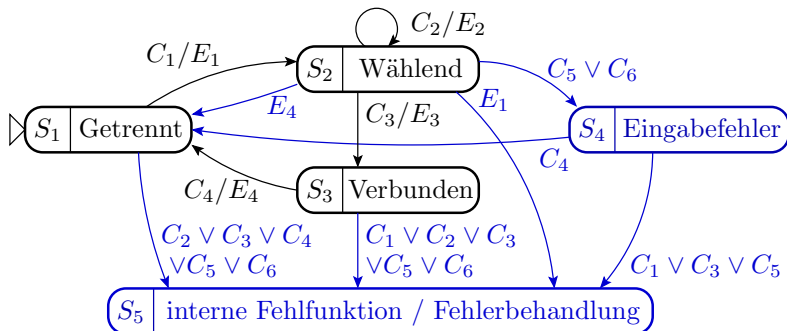 C₂/E₂
C₁/E₁
S₂ Wählend
C₅ ∨ C₆
E₄
E₁
C₃/E₃
S₁ Getrennt
S₄ Eingabefehler
C₄
C₄/E₄
S₃ Verbunden
C₂ ∨ C₃ ∨ C₄
∨C₅ ∨ C₆
C₁ ∨ C₂ ∨ C₃
∨C₅ ∨ C₆
C₁ ∨ C₃ ∨ C₅
S₅ interne Fehlfunktion / Fehlerbehandlung